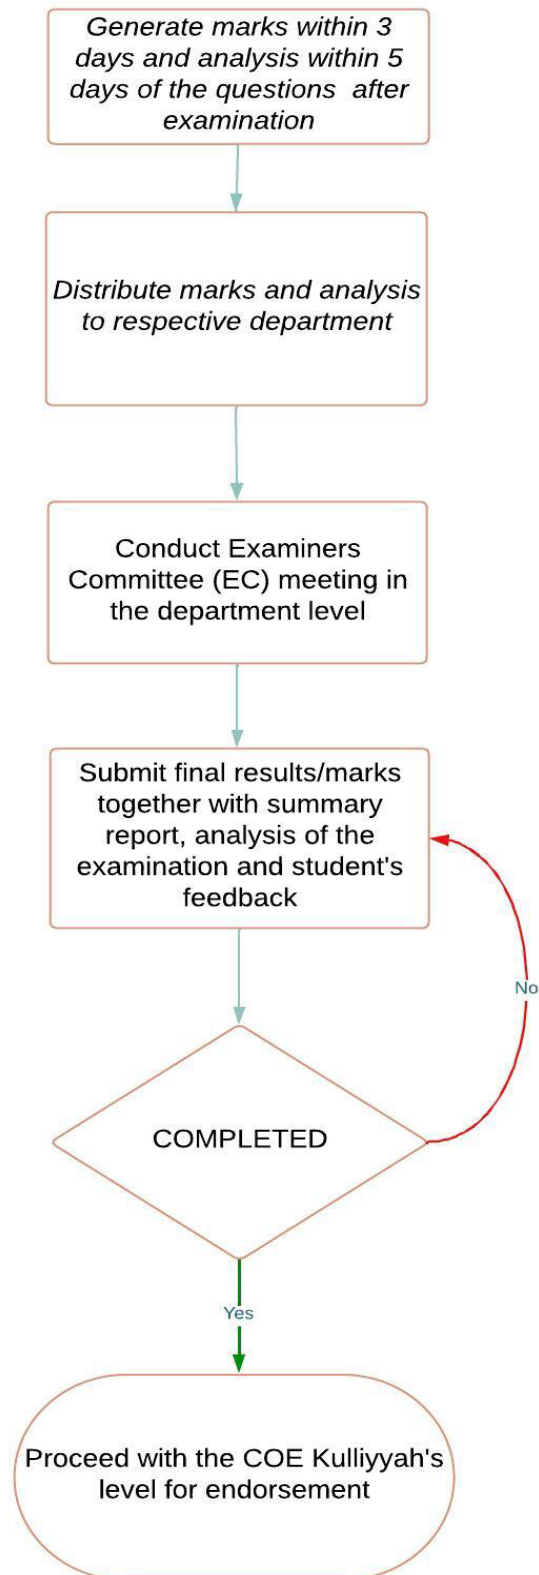 Generate marks within 3
days and analysis within 5
days of the questions  after
examination
Distribute marks and analysis
to respective department
Conduct Examiners
Committee (EC) meeting in
the department level
Submit final results/marks
together with summary
report, analysis of the
examination and student's
feedback
No
COMPLETED
Yes
Proceed with the COE Kulliyyah's
level for endorsement